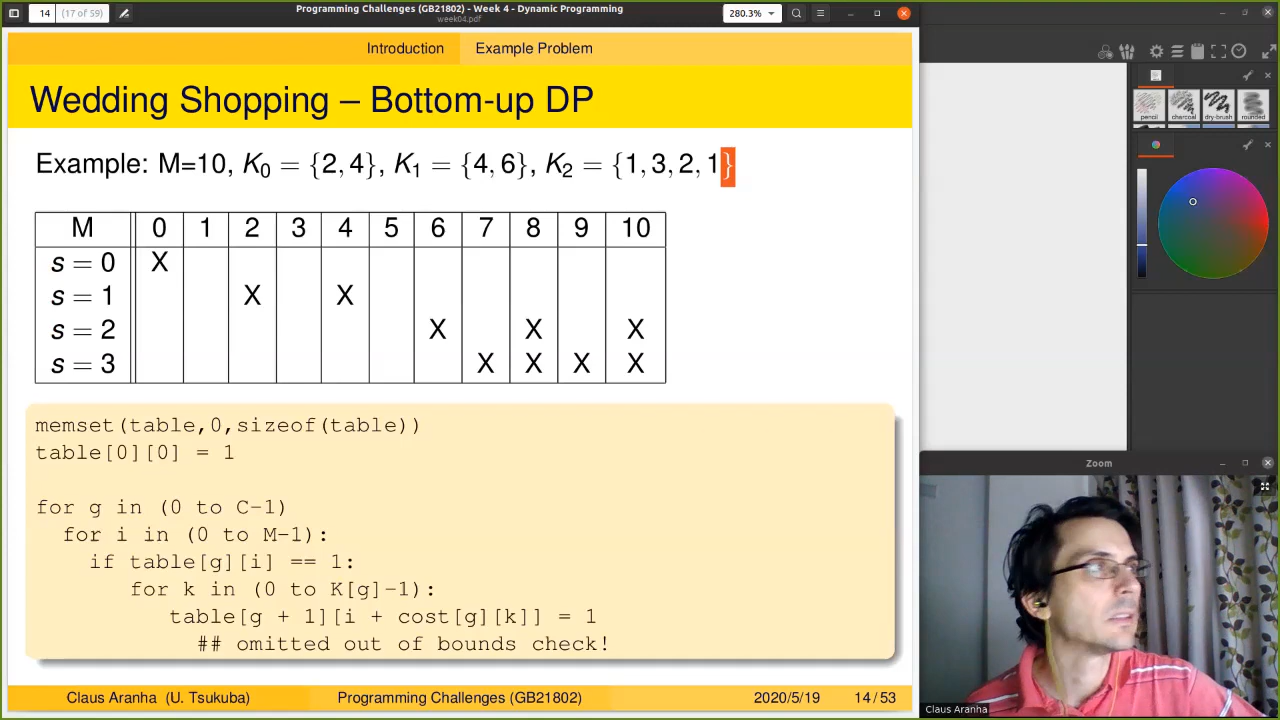 14
(17 of 59)
Programming Challenges (GB21802) - Week 4 - Dynamic Programming
week04.pdf
280.3%
Introduction
Example Problem
Wedding Shopping – Bottom-up DP
Example: M=10, K₀ = {2, 4}, K₁ = {4, 6}, K₂ = {1, 3, 2, 1}
M 0 1 2 3 4 5 6 7 8 9 10
s = 0 X
s = 1 X X
s = 2 X X X
s = 3 X X X X
memset(table,0,sizeof(table))
table[0][0] = 1
for g in (0 to C-1)
for i in (0 to M-1):
if table[g][i] == 1:
for k in (0 to K[g]-1):
table[g + 1][i + cost[g][k]] = 1
## omitted out of bounds check!
Claus Aranha (U. Tsukuba)
Programming Challenges (GB21802)
2020/5/19
14 / 53
pencil
charcoal
dry-brush
rounded
Zoom
Claus Aranha